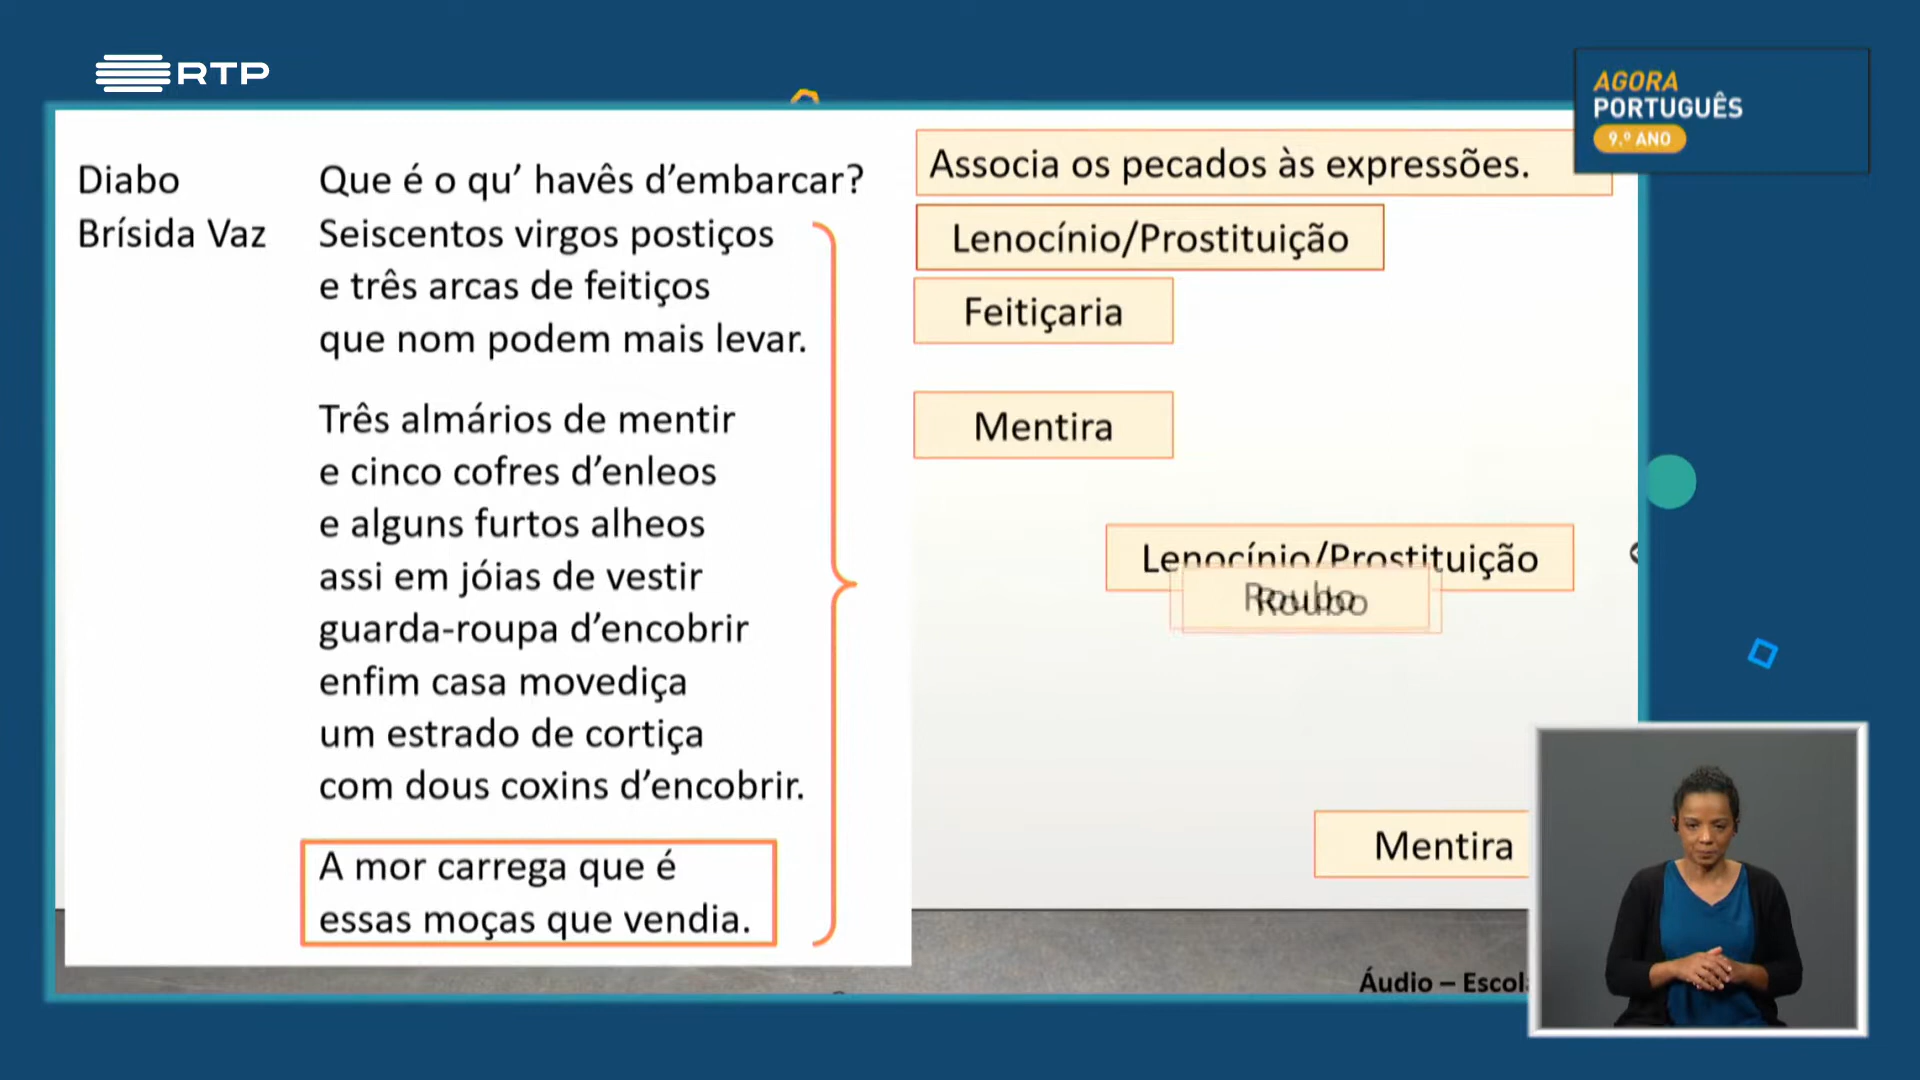 RTP
AGORA
PORTUGUÊS
9.º ANO
Diabo Que é o qu’ havês d’embarcar?
Brísida Vaz Seiscentos virgos postiços
e três arcas de feitiços
que nom podem mais levar.
Três almários de mentir
e cinco cofres d’enleos
e alguns furtos alheos
assi em jóias de vestir
guarda-roupa d’encobrir
enfim casa movediça
um estrado de cortiça
com dous coxins d’encobrir.
A mor carrega que é
essas moças que vendia.
Associa os pecados às expressões.
Lenocínio/Prostituição
Feitiçaria
Mentira
Lenocínio/Prostituição
Roubo
Mentira
Áudio –